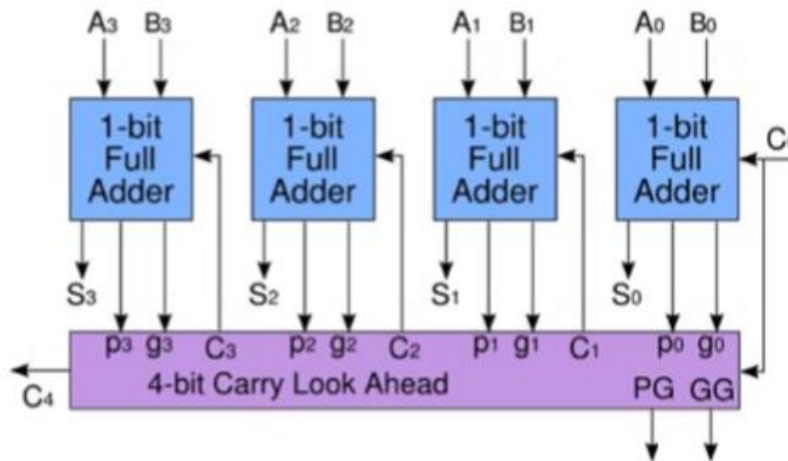 A3 B3 A2 B2 A1 B1 A0 B0
1-bit Full Adder
1-bit Full Adder
1-bit Full Adder
1-bit Full Adder
C
S3 S2 S1 S0
p3 g3 C3 p2 g2 C2 p1 g1 C1 p0 g0
C4 4-bit Carry Look Ahead PG GG